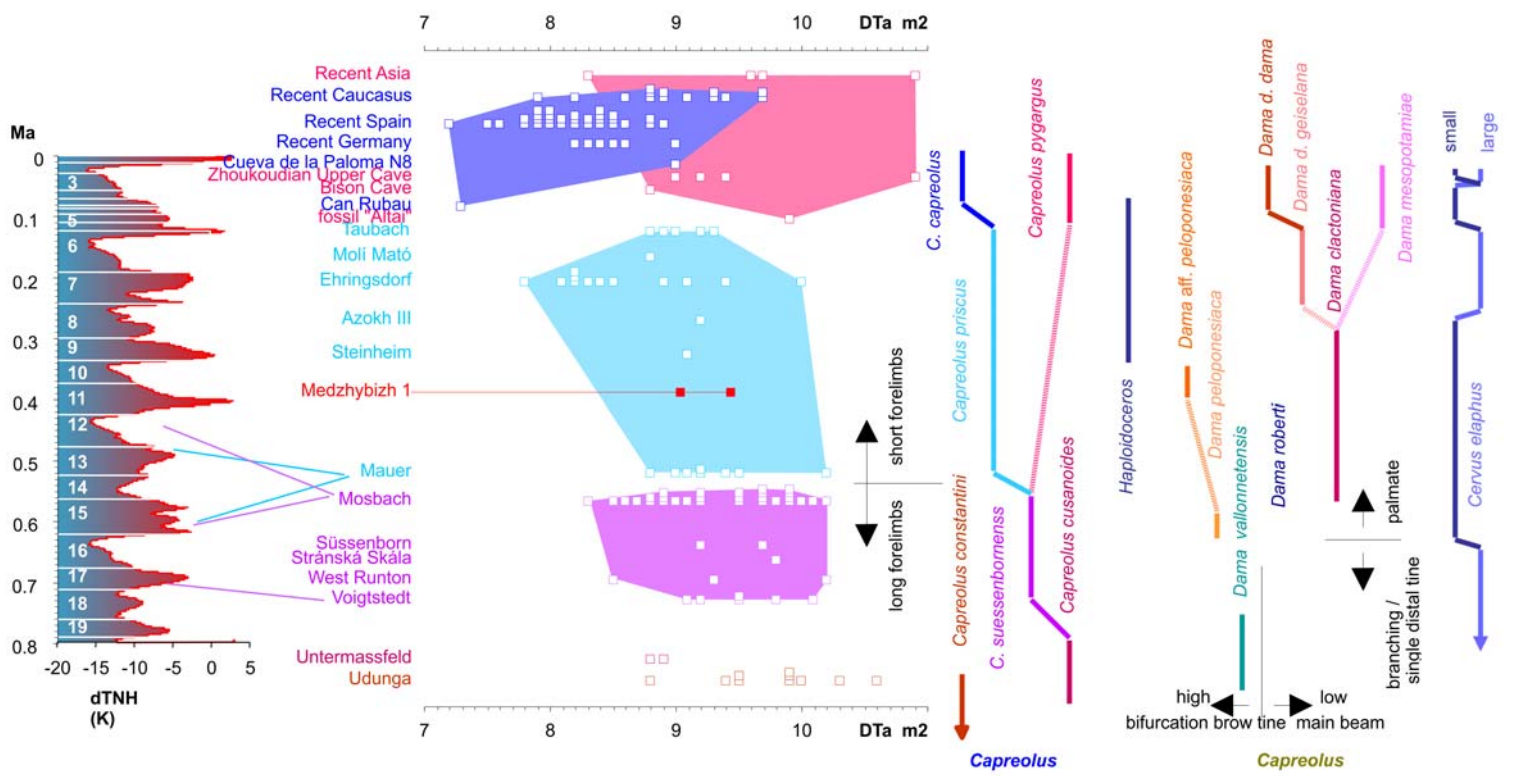 7 8 9 10 DTa m2
Ma
Recent Asia
Recent Caucasus
Recent Spain
Recent Germany
Cueva de la Paloma N8
Zhoukoudian Upper Cave
Bison Cave
Can Rubau
fossil "Altai"
Taubach
Molí Mató
Ehringsdorf
Azokh III
Steinheim
Medzhybizh 1
Mauer
Mosbach
Süssenborn
Stránská Skála
West Runton
Voigtstedt
Untermassfeld
Udunga
0
0.1
0.2
0.3
0.4
0.5
0.6
0.7
0.8
3
5
6
7
8
9
10
11
12
13
14
15
16
17
18
19
-20 -15 -10 -5 0 5
dTNH
(K)
7 8 9 10 DTa m2
short forelimbs
long forelimbs
C. capreolus
Capreolus pygargus
Capreolus priscus
Capreolus constantini
C. suessenbornenss
Capreolus cusanoides
Capreolus
Haploidoceros
Dama aff. peloponesiaca
Dama peloponesiaca
Dama vallonnetensis
Dama roberti
Dama d. dama
Dama d. geiselana
Dama clactoniana
Dama mesopotamiae
palmate
branching /
single distal tine
high low
bifurcation brow tine main beam
Capreolus
small
large
Cervus elaphus